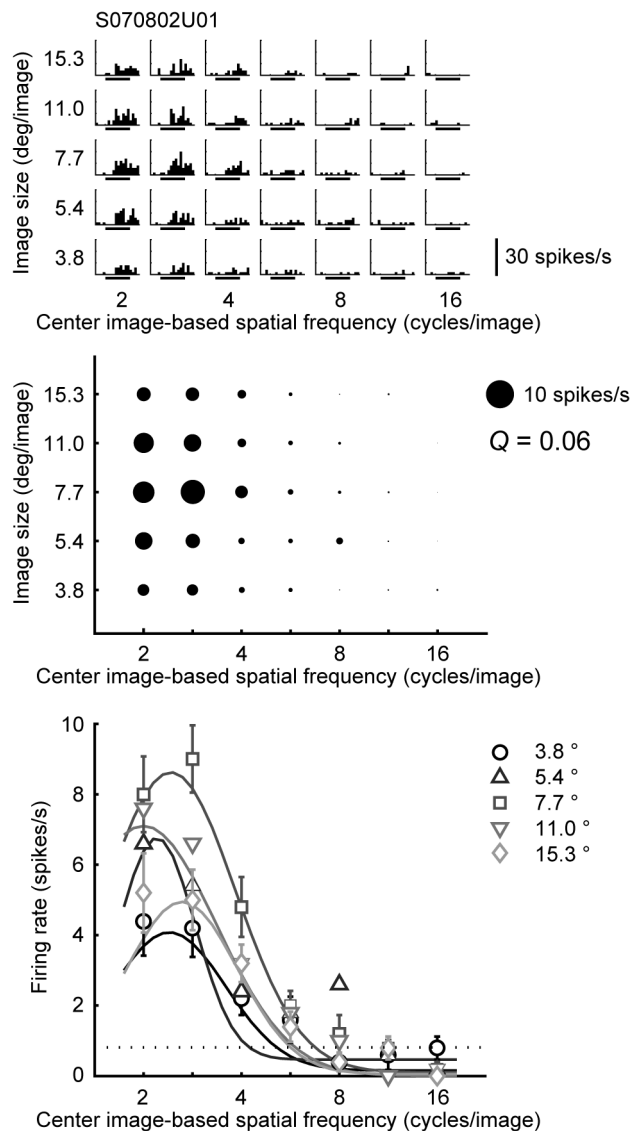 S070802U01
Image size (deg/image)
15.3
11.0
7.7
5.4
3.8
30 spikes/s
2 4 8 16
Center image-based spatial frequency (cycles/image)
Image size (deg/image)
15.3
11.0
7.7
5.4
3.8
10 spikes/s
Q = 0.06
2 4 8 16
Center image-based spatial frequency (cycles/image)
Firing rate (spikes/s)
10
8
6
4
2
0
3.8 °
5.4 °
7.7 °
11.0 °
15.3 °
2 4 8 16
Center image-based spatial frequency (cycles/image)